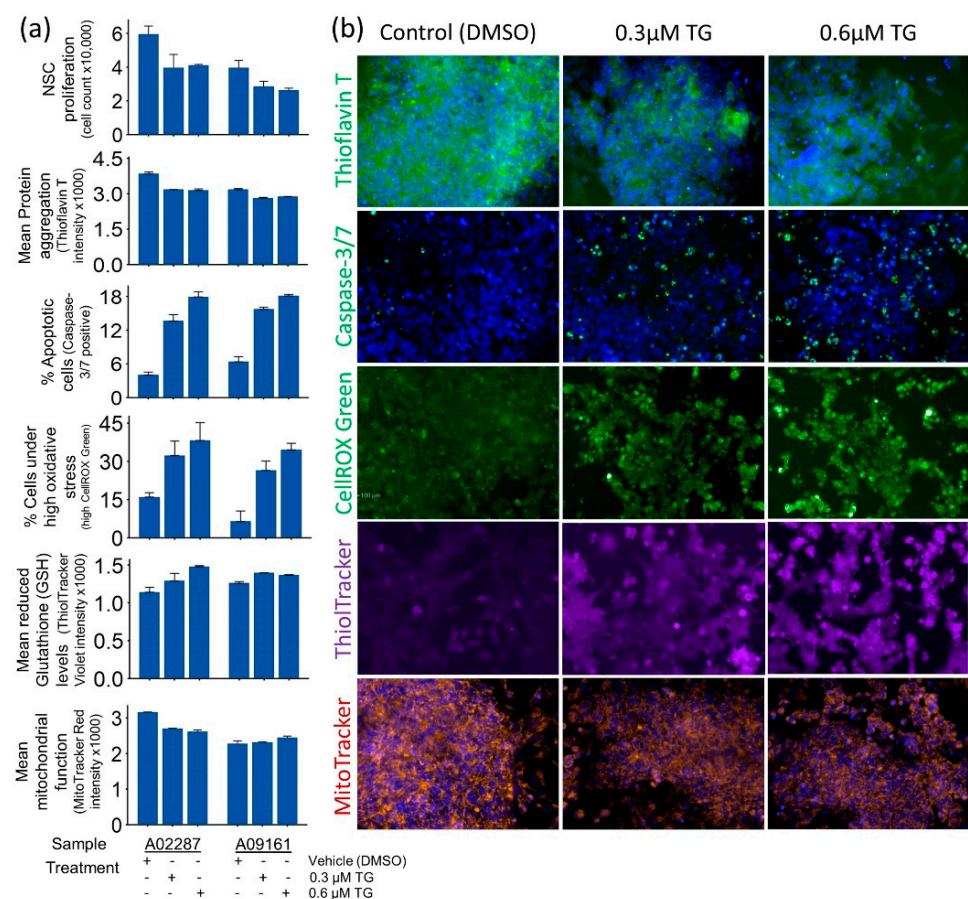 (a)
NSC
proliferation
(cell count x10,000)
6
4
2
0
Mean Protein
aggregation
(Thioflavin T
intensity x1000)
4.5
3.0
1.5
0.0
% Apoptotic
cells (Caspase-
3/7 positive)
18
12
6
0
% Cells under
high oxidative
stress
(high CellROX Green)
45
30
15
0
Mean reduced
Glutathione (GSH)
levels (ThiolTracker
Violet intensity x1000)
1.5
1.0
0.5
0.0
Mean
mitochondrial
function
(MitoTracker Red
intensity x1000)
3
2
1
0
Sample A02287 A09161
Treatment
+ - - + - - Vehicle (DMSO)
- + - - + - 0.3 µM TG
- - + - - + 0.6 µM TG
(b)
Control (DMSO) 0.3µM TG 0.6µM TG
Thioflavin T
Caspase-3/7
CellROX Green
100 µm
ThiolTracker
MitoTracker